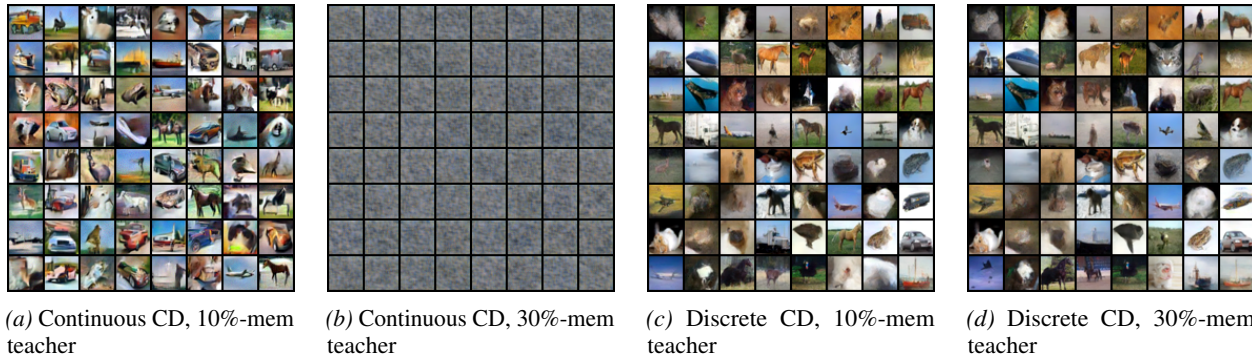 (a) Continuous CD, 10%-mem
teacher
(b) Continuous CD, 30%-mem
teacher
(c) Discrete CD, 10%-mem
teacher
(d) Discrete CD, 30%-mem
teacher